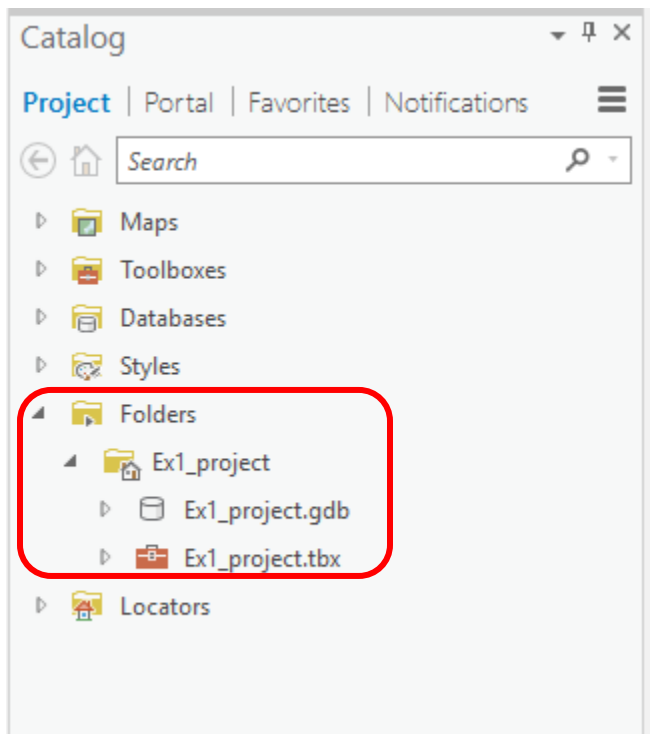 Catalog
Project | Portal | Favorites | Notifications
Search
Maps
Toolboxes
Databases
Styles
Folders
Ex1_project
Ex1_project.gdb
Ex1_project.tbx
Locators